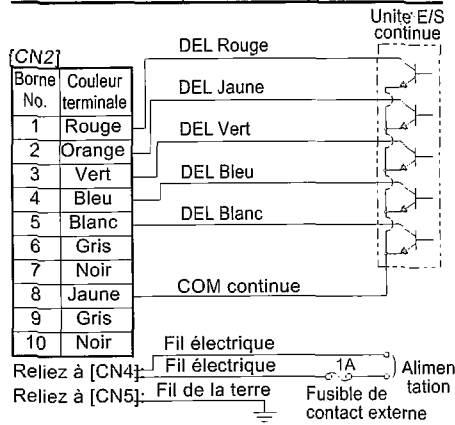 Unite E/S
continue
[CN2]
Borne No. Couleur terminale
1 Rouge
2 Orange
3 Vert
4 Bleu
5 Blanc
6 Gris
7 Noir
8 Jaune
9 Gris
10 Noir
DEL Rouge
DEL Jaune
DEL Vert
DEL Bleu
DEL Blanc
COM continue
Fil électrique
Reliez à [CN4]: Fil électrique 1A
Alimen
tation
Reliez à [CN5]: Fil de la terre
Fusible de
contact externe